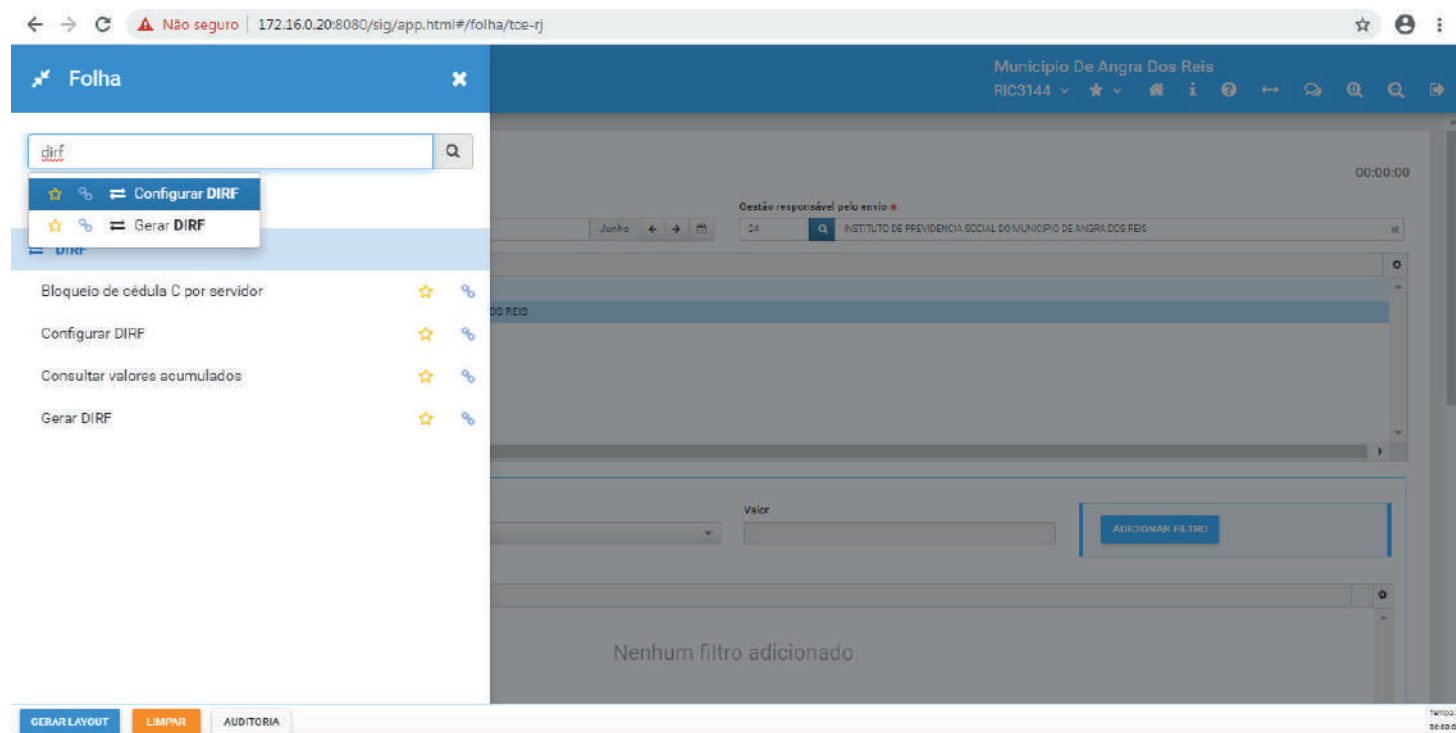 Não seguro 172.16.0.20:8080/sig/app.html#/folha/tce-rj
Folha
Municipio De Angra Dos Reis
RIC3144
dirf
00:00:00
Configurar DIRF
Gerar DIRF
Gestão responsável pelo envio *
Junho
24
INSTITUTO DE PREVIDENCIA SOCIAL DO MUNICIPIO DE ANGRA DOS REIS
DIRF
Bloqueio de cédula C por servidor
OS REIS
Configurar DIRF
Consultar valores acumulados
Gerar DIRF
Valor
ADICIONAR FILTRO
Nenhum filtro adicionado
GERAR LAYOUT
LIMPAR
AUDITORIA
Tempo: